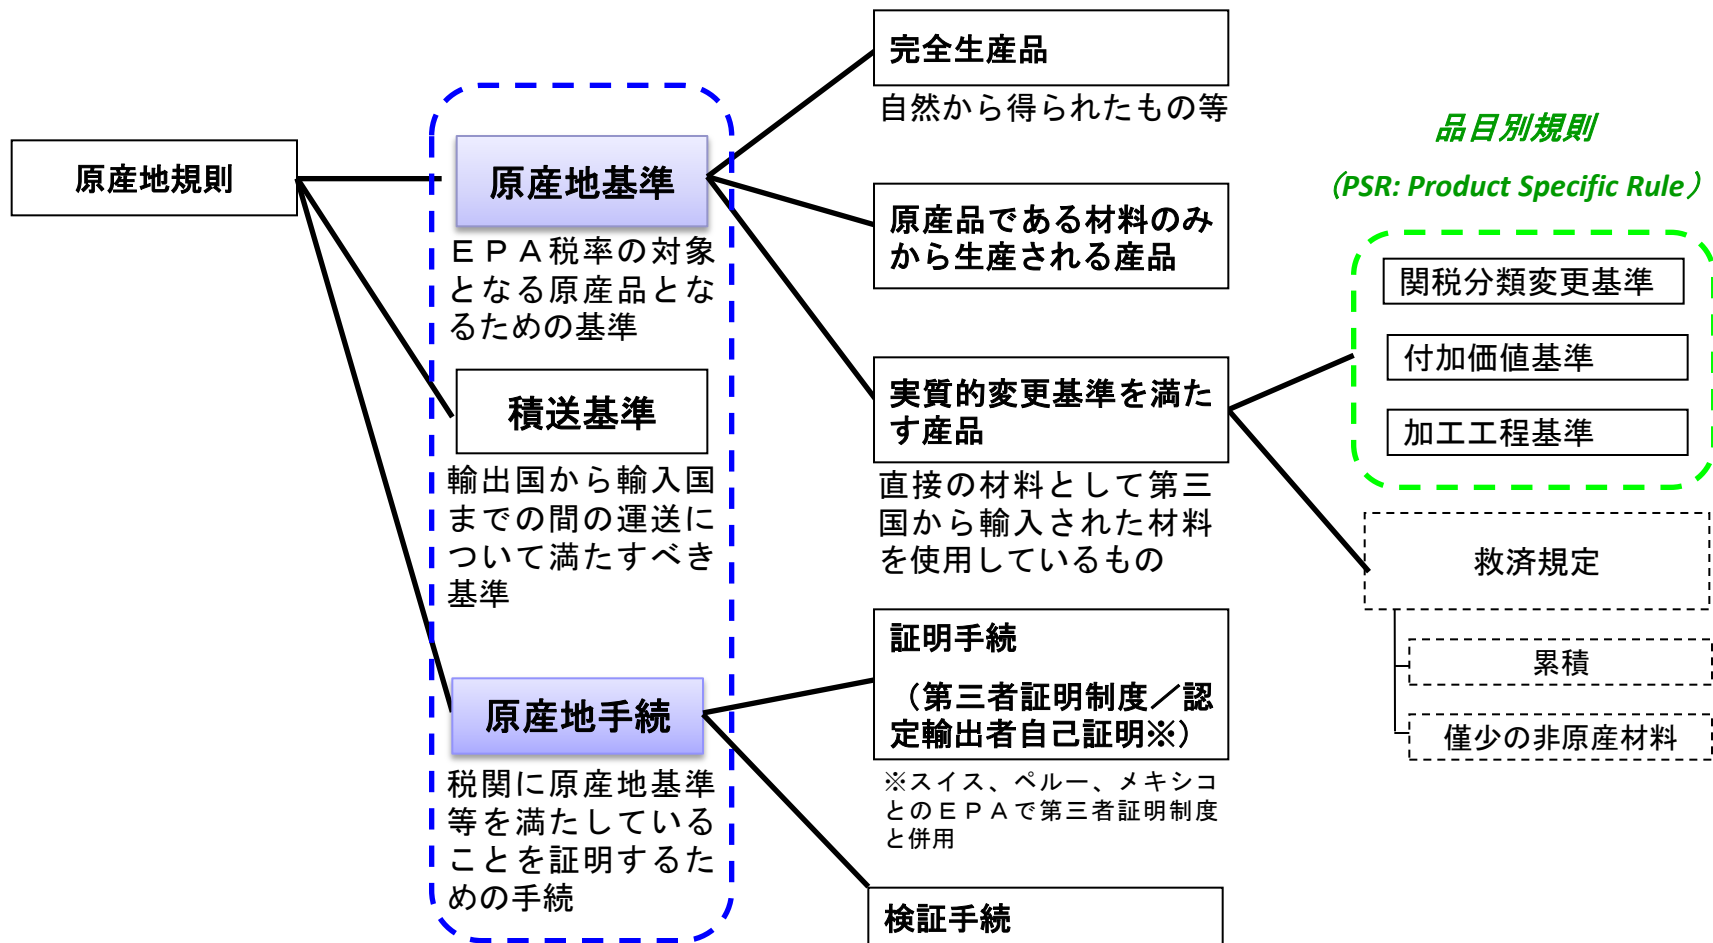 原産地規則
原産地基準
ＥＰＡ税率の対象
となる原産品とな
るための基準
積送基準
輸出国から輸入国
までの間の運送に
ついて満たすべき
基準
原産地手続
税関に原産地基準
等を満たしている
ことを証明するた
めの手続
完全生産品
自然から得られたもの等
原産品である材料のみ
から生産される産品
実質的変更基準を満た
す産品
直接の材料として第三
国から輸入された材料
を使用しているもの
証明手続
（第三者証明制度／認
定輸出者自己証明※）
※スイス、ペルー、メキシコ
とのＥＰＡで第三者証明制度
と併用
検証手続
品目別規則
（PSR: Product Specific Rule）
関税分類変更基準
付加価値基準
加工工程基準
救済規定
累積
僅少の非原産材料